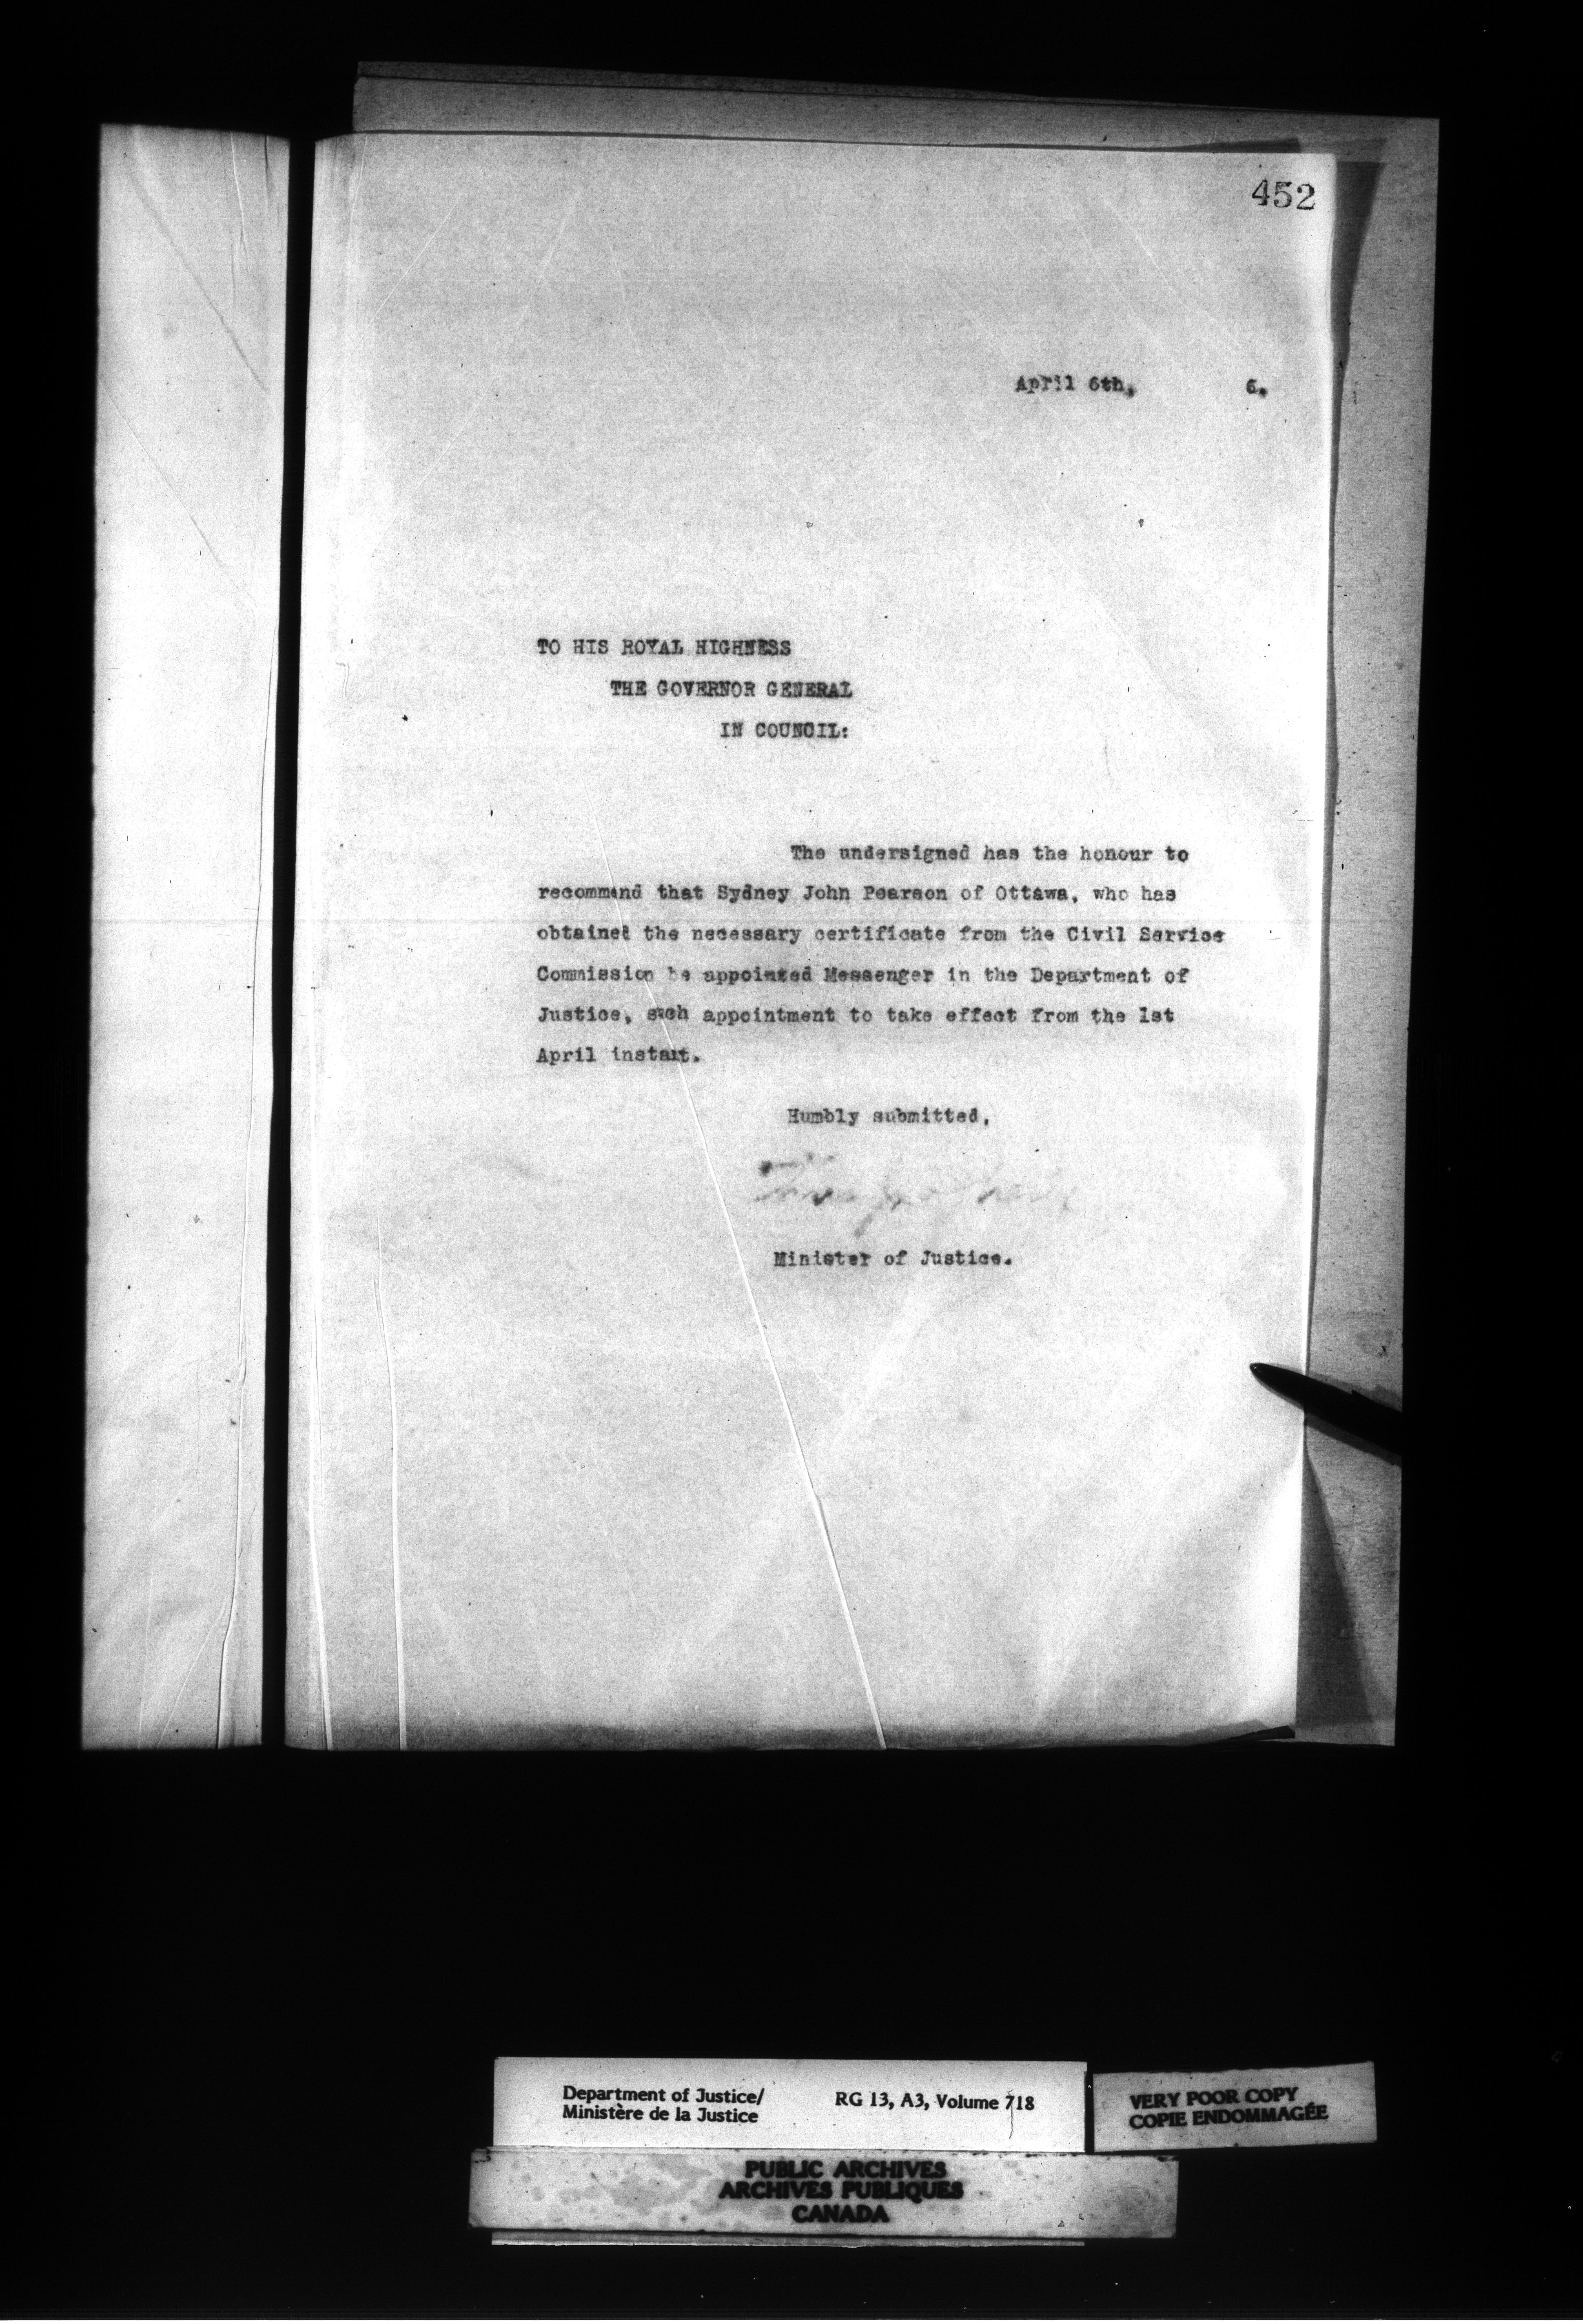 452
April 6th, 6.
TO HIS ROYAL HIGHNESS
THE GOVERNOR GENERAL
IN COUNCIL:
The undersigned has the honour to
recommend that Sydney John Pearson of Ottawa, who has
obtained the necessary certificate from the Civil Service
Commission be appointed Messenger in the Department of
Justice, such appointment to take effect from the 1st
April instant.
Humbly submitted,
Minister of Justice.
Department of Justice/
Ministère de la Justice
RG 13, A3, Volume 718
VERY POOR COPY
COPIE ENDOMMAGÉE
PUBLIC ARCHIVES
ARCHIVES PUBLIQUES
CANADA